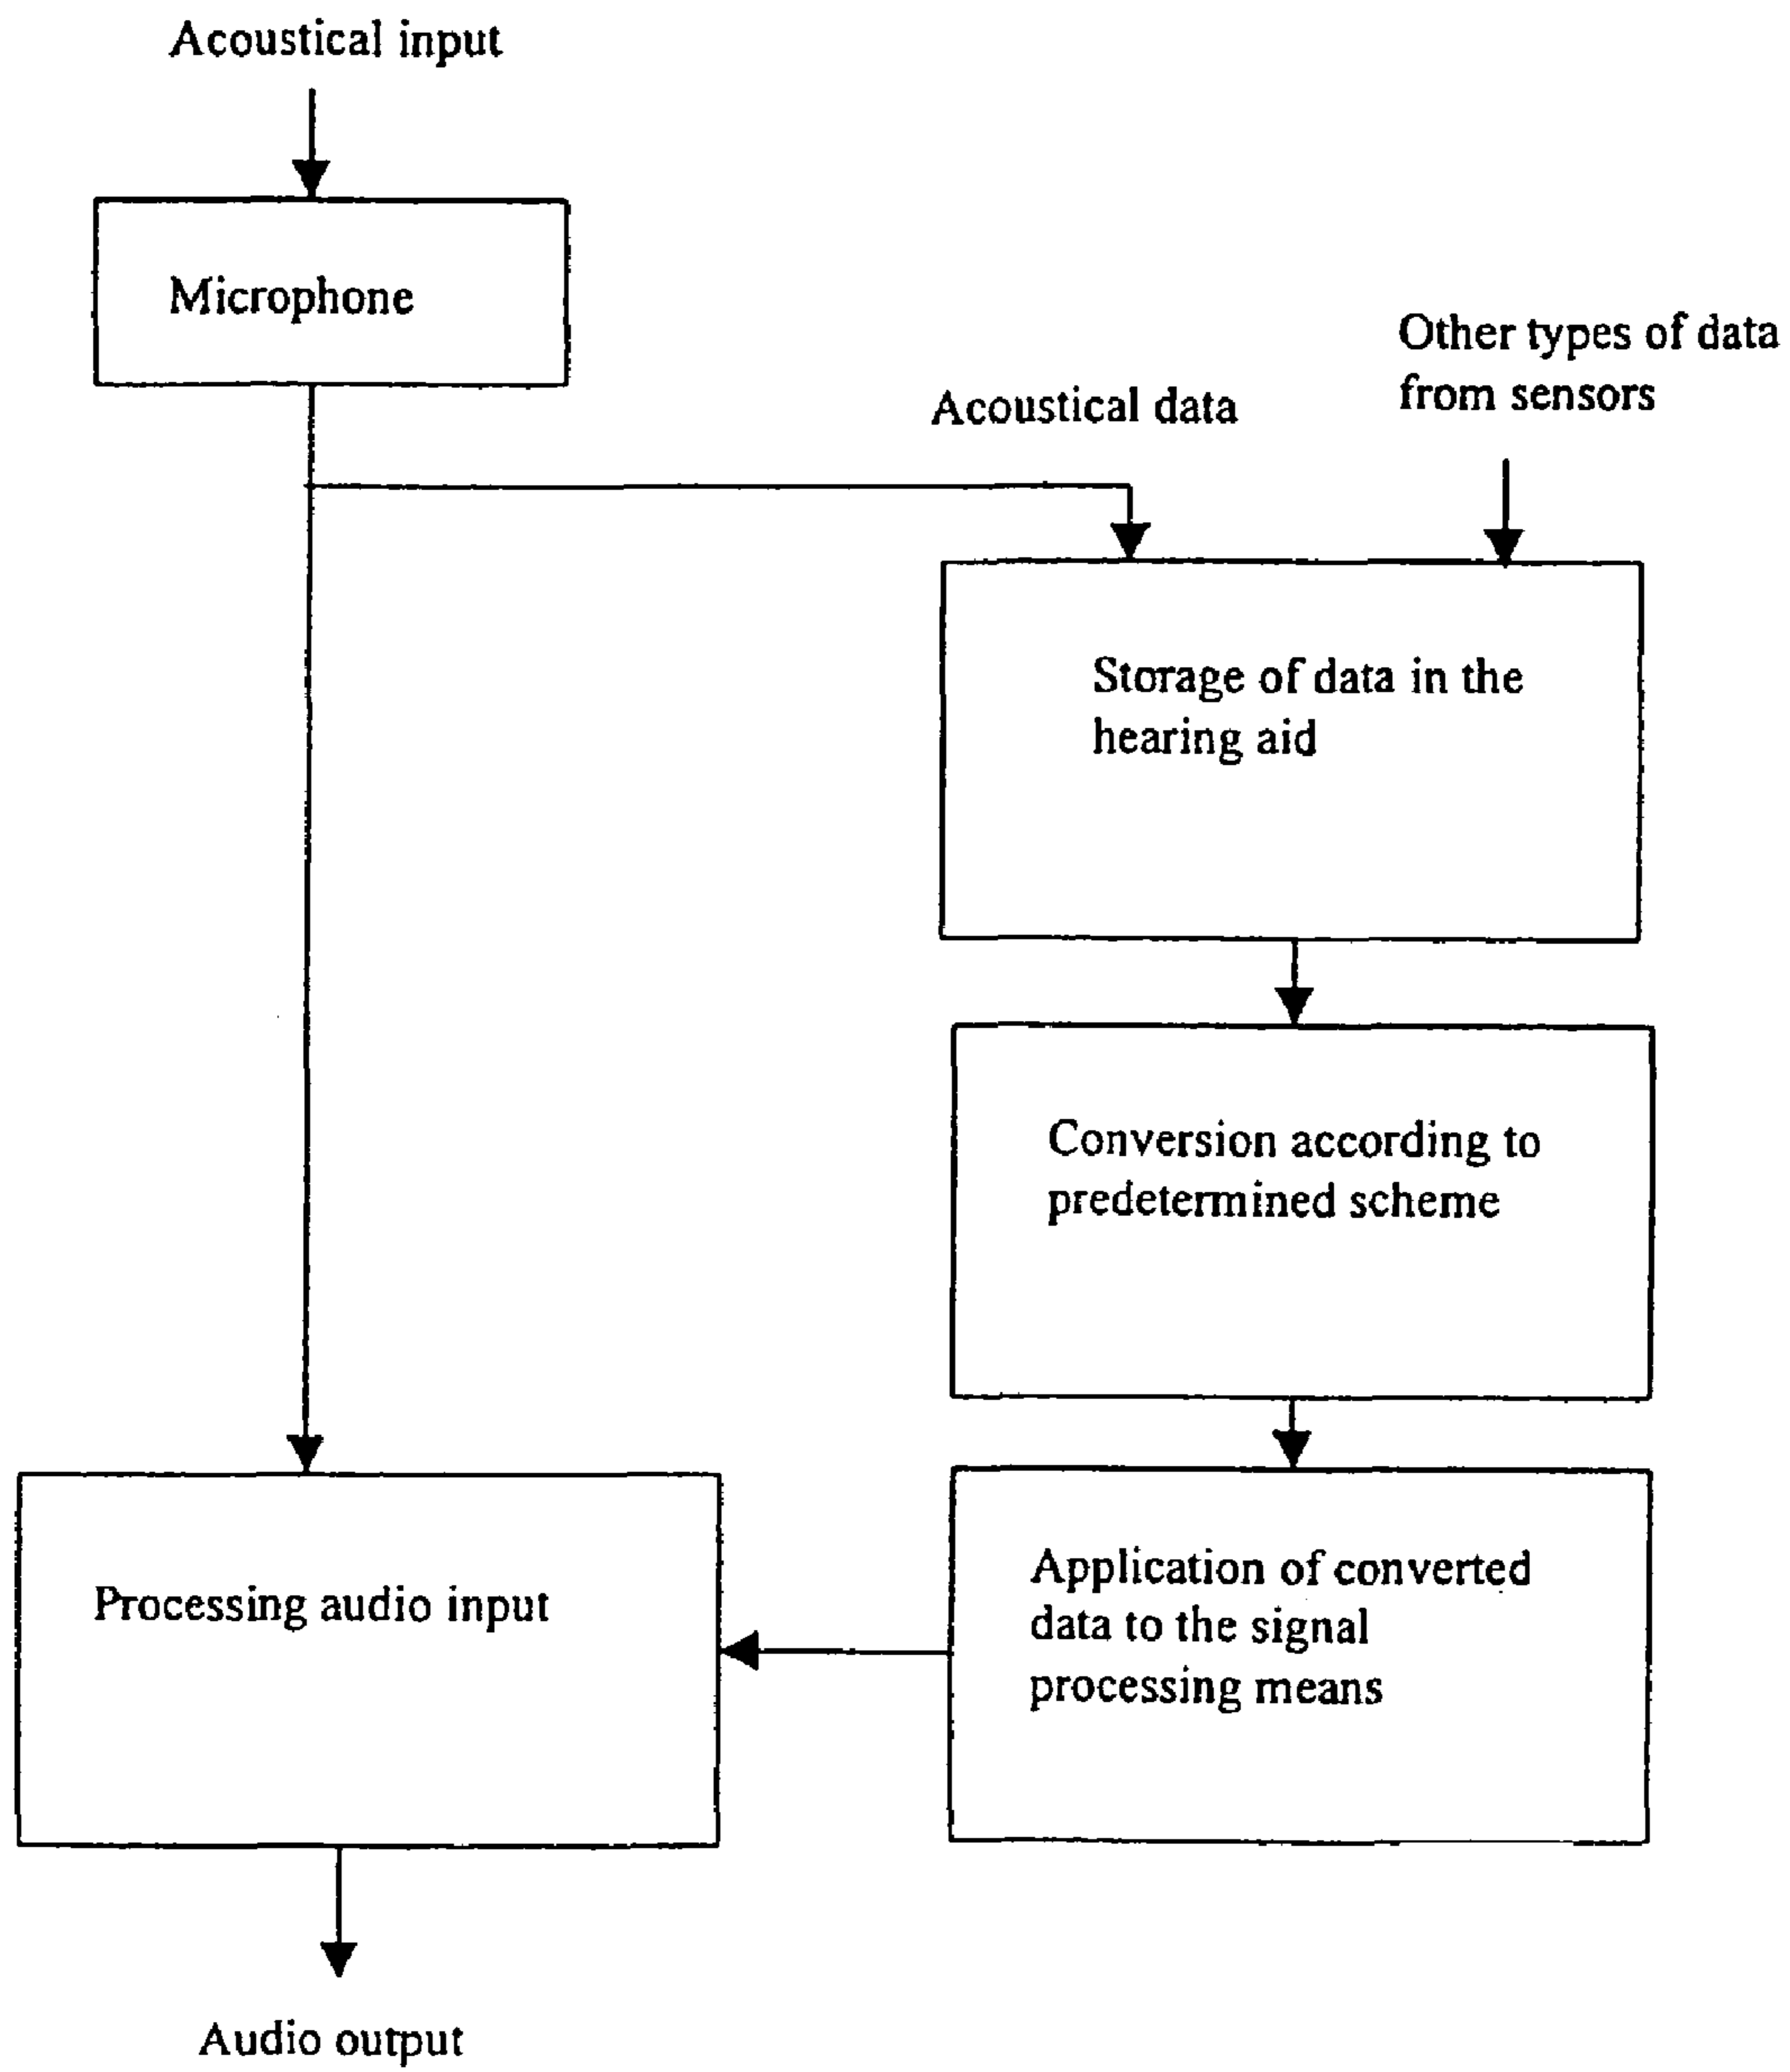 Acoustical input
Microphone
Other types of data
from sensors
Acoustical data
Storage of data in the
hearing aid
Conversion according to
predetermined scheme
Application of converted
data to the signal
processing means
Processing audio input
Audio output